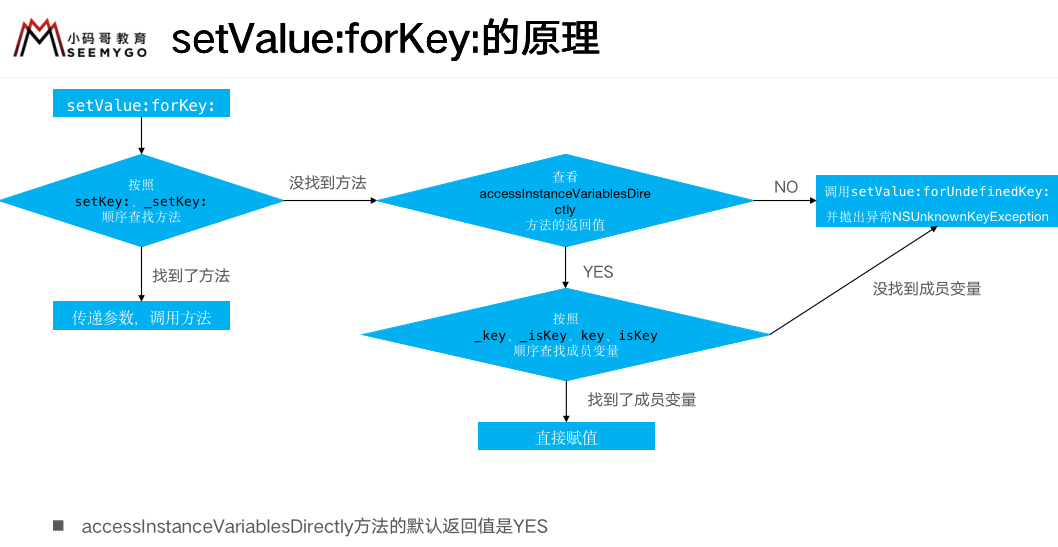 小码哥教育
SEEMYGO
setValue:forKey:的原理
setValue:forKey:
按照
setKey:、_setKey:
顺序查找方法
没找到方法
查看
accessInstanceVariablesDire
ctly
方法的返回值
NO
调用setValue:forUndefinedKey:
并抛出异常NSUnknownKeyException
找到了方法
传递参数，调用方法
YES
按照
_key、_isKey、key、isKey
顺序查找成员变量
没找到成员变量
找到了成员变量
直接赋值
■ accessInstanceVariablesDirectly方法的默认返回值是YES